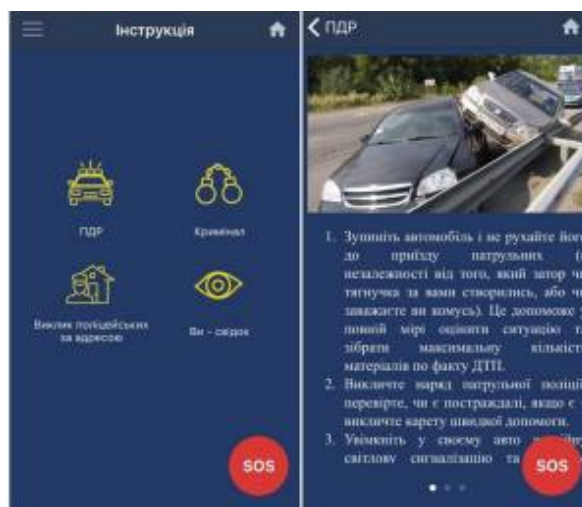 Інструкція
ПДР
Кримінал
Виклик поліцейських
за адресою
Ви – свідок
SOS
ПДР
1. Зупиніть автомобіль і не рухайте його
до приїзду патрульних (в
незалежності від того, який затор чи
тягнучка за вами створились, або чи
заважаєте ви комусь). Це допоможе у
повній мірі оцінити ситуацію та
зібрати максимальну кількість
матеріалів по факту ДТП.
2. Викличте наряд патрульної поліції,
перевірте, чи є постраждалі, якщо є –
викличте карету швидкої допомоги.
3. Увімкніть у своєму авто
світлову сигналізацію та
SOS